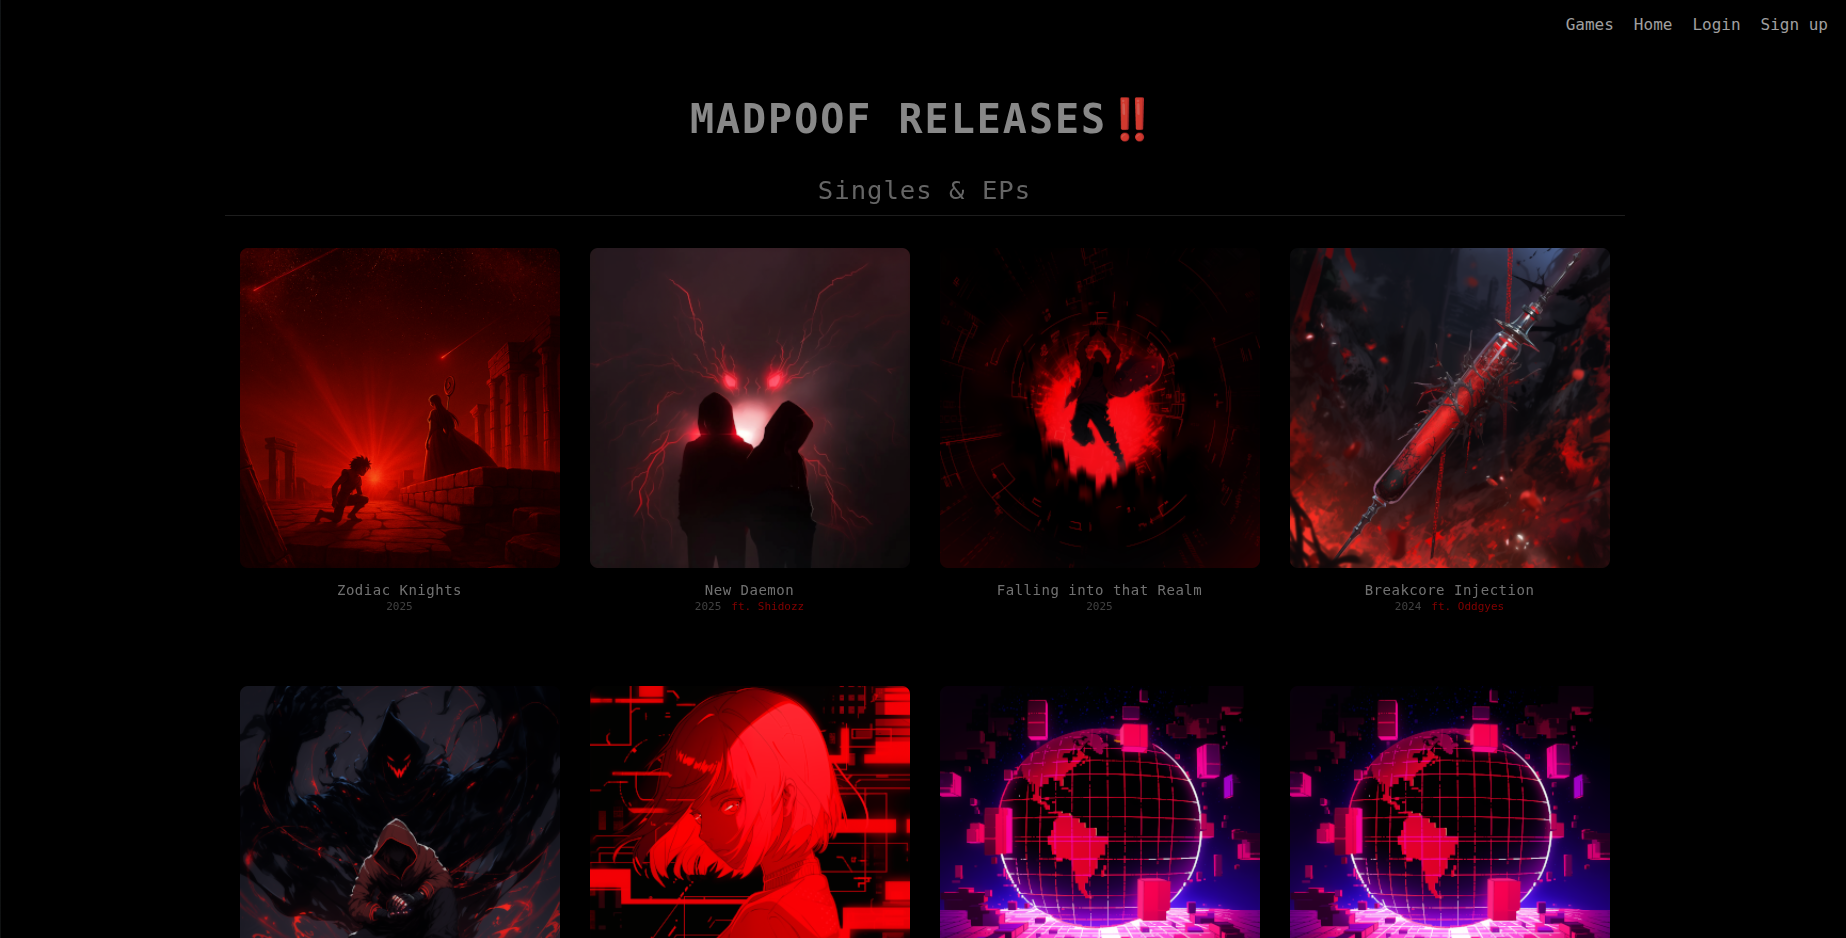 Games Home Login Sign up
MADPOOF RELEASES‼️
Singles & EPs
Zodiac Knights
2025
New Daemon
2025 ft. Shidozz
Falling into that Realm
2025
Breakcore Injection
2024 ft. Oddgyes